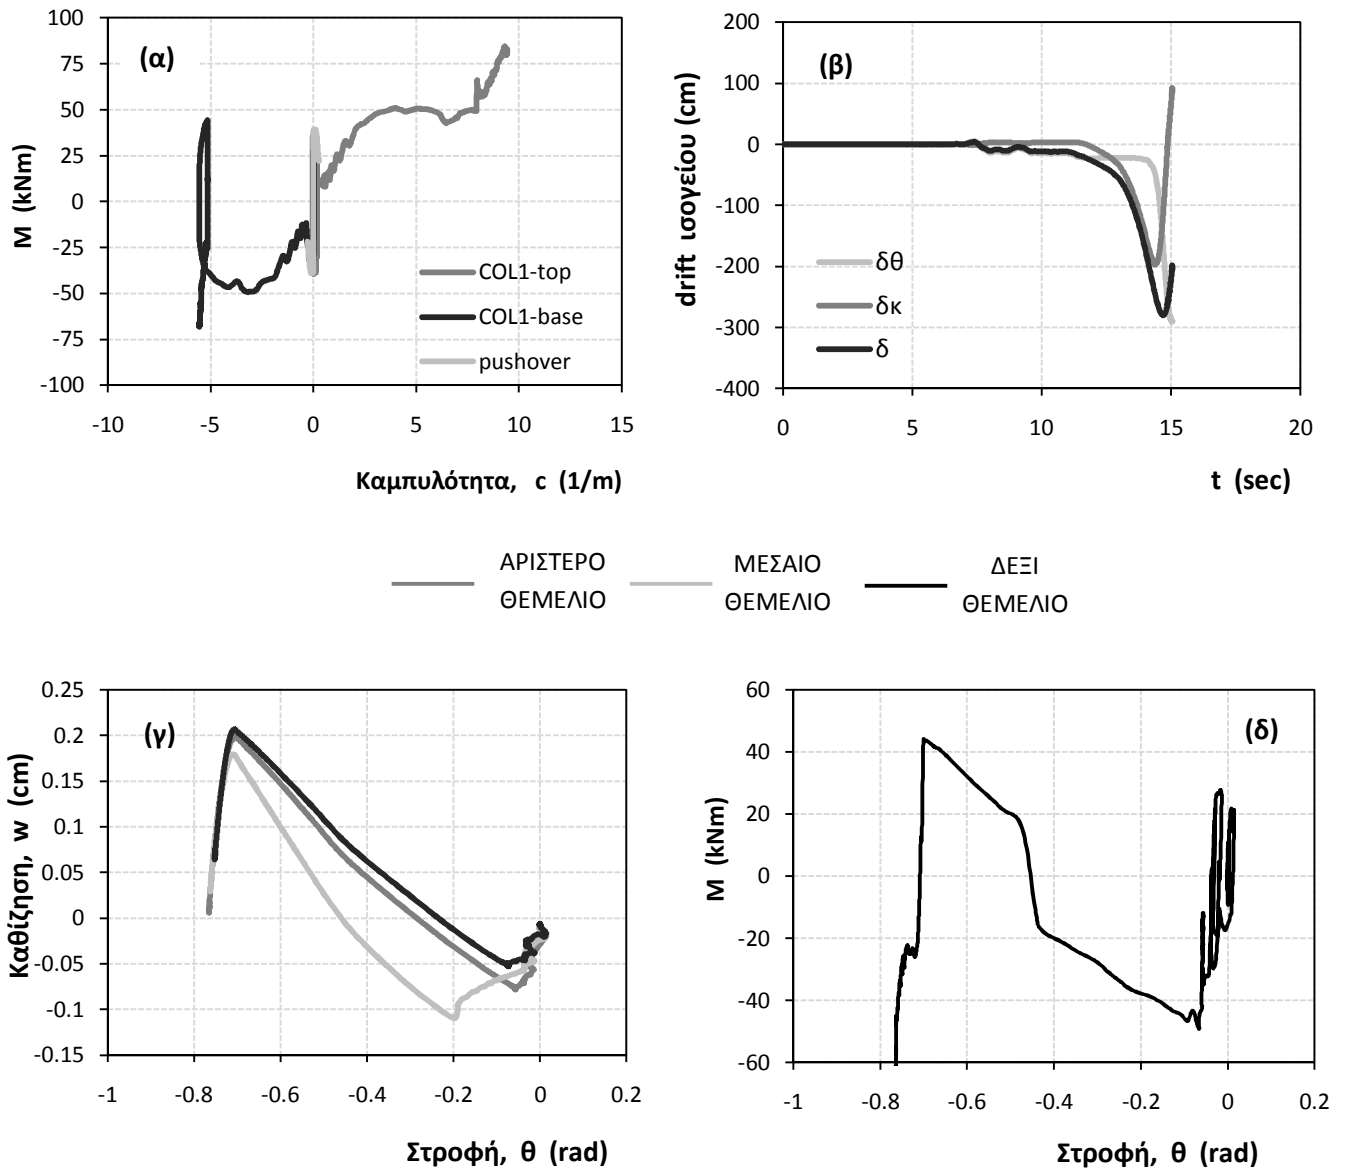 100
75
50
25
0
-25
-50
-75
-100
M (kNm)
(α)
COL1-top
COL1-base
pushover
-10 -5 0 5 10 15
Καμπυλότητα, c (1/m)
200
100
0
-100
-200
-300
-400
drift ισογείου (cm)
(β)
δθ
δκ
δ
0 5 10 15 20
t (sec)
ΑΡΙΣΤΕΡΟ ΜΕΣΑΙΟ ΔΕΞΙ
ΘΕΜΕΛΙΟ ΘΕΜΕΛΙΟ ΘΕΜΕΛΙΟ
0.25
0.2
0.15
0.1
0.05
0
-0.05
-0.1
-0.15
Καθίζηση, w (cm)
(γ)
-1 -0.8 -0.6 -0.4 -0.2 0 0.2
Στροφή, θ (rad)
60
40
20
0
-20
-40
-60
M (kNm)
(δ)
-1 -0.8 -0.6 -0.4 -0.2 0 0.2
Στροφή, θ (rad)